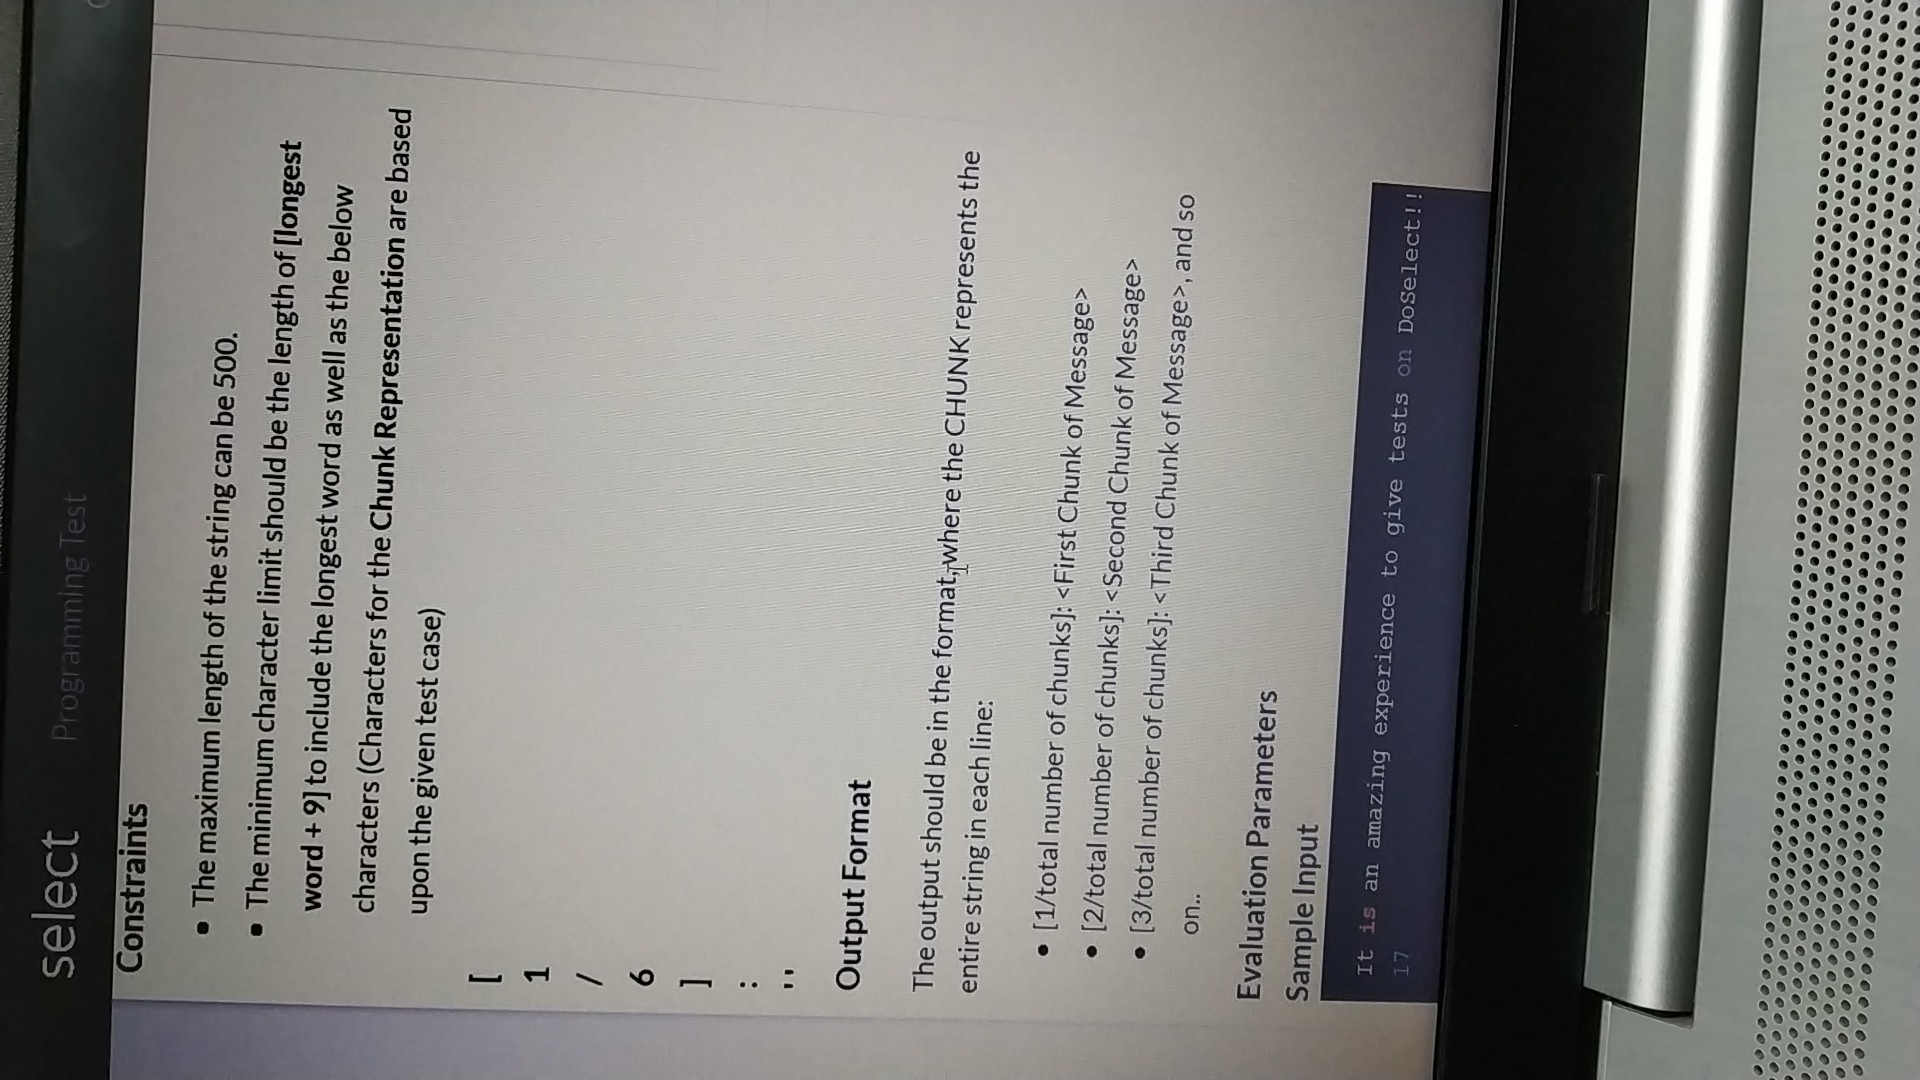 select Programming Test
Constraints
• The maximum length of the string can be 500.
• The minimum character limit should be the length of [longest
word + 9] to include the longest word as well as the below
characters (Characters for the Chunk Representation are based
upon the given test case)
[
1
/
6
]
:
''
Output Format
The output should be in the format, where the CHUNK represents the
entire string in each line:
• [1/total number of chunks]: <First Chunk of Message>
• [2/total number of chunks]: <Second Chunk of Message>
• [3/total number of chunks]: <Third Chunk of Message>, and so
on..
Evaluation Parameters
Sample Input
It is an amazing experience to give tests on DoSelect!!
17